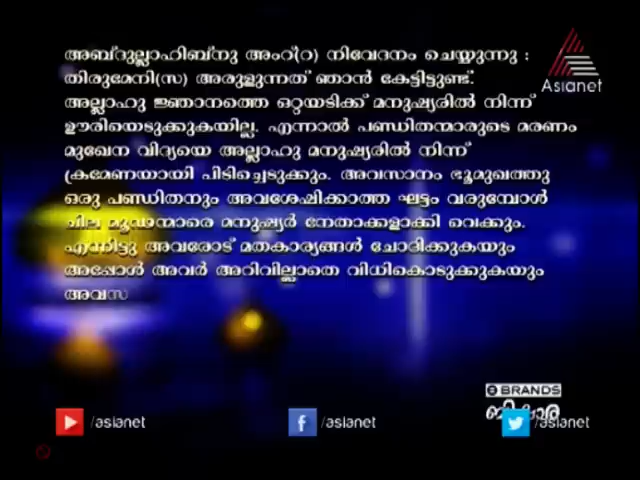 അബ്ദുല്ലാഹിബ്നു അംറ്(റ) നിവേദനം ചെയ്യുന്നു :
തിരുമേനി(സ) അരുളുന്നത് ഞാൻ കേട്ടിട്ടുണ്ട്.
അല്ലാഹു ജ്ഞാനത്തെ ഒറ്റയടിക്ക് മനുഷ്യരിൽ നിന്ന്
ഊരിയെടുക്കുകയില്ല. എന്നാൽ പണ്ഡിതന്മാരുടെ മരണം
മുഖേന വിദ്യയെ അല്ലാഹു മനുഷ്യരിൽ നിന്ന്
ക്രമേണയായി പിടിച്ചെടുക്കും. അവസാനം ഭൂമുഖത്തു
ഒരു പണ്ഡിതനും അവശേഷിക്കാത്ത ഘട്ടം വരുമ്പോൾ
ചില മൂഢന്മാരെ മനുഷ്യർ നേതാക്കളാക്കി വെക്കും.
എന്നിട്ടു അവരോട് മതകാര്യങ്ങൾ ചോദിക്കുകയും
അപ്പോൾ അവർ അറിവില്ലാതെ വിധികൊടുക്കുകയും
അവസ
Asianet
BRANDS
/asianet
/asianet
/asianet